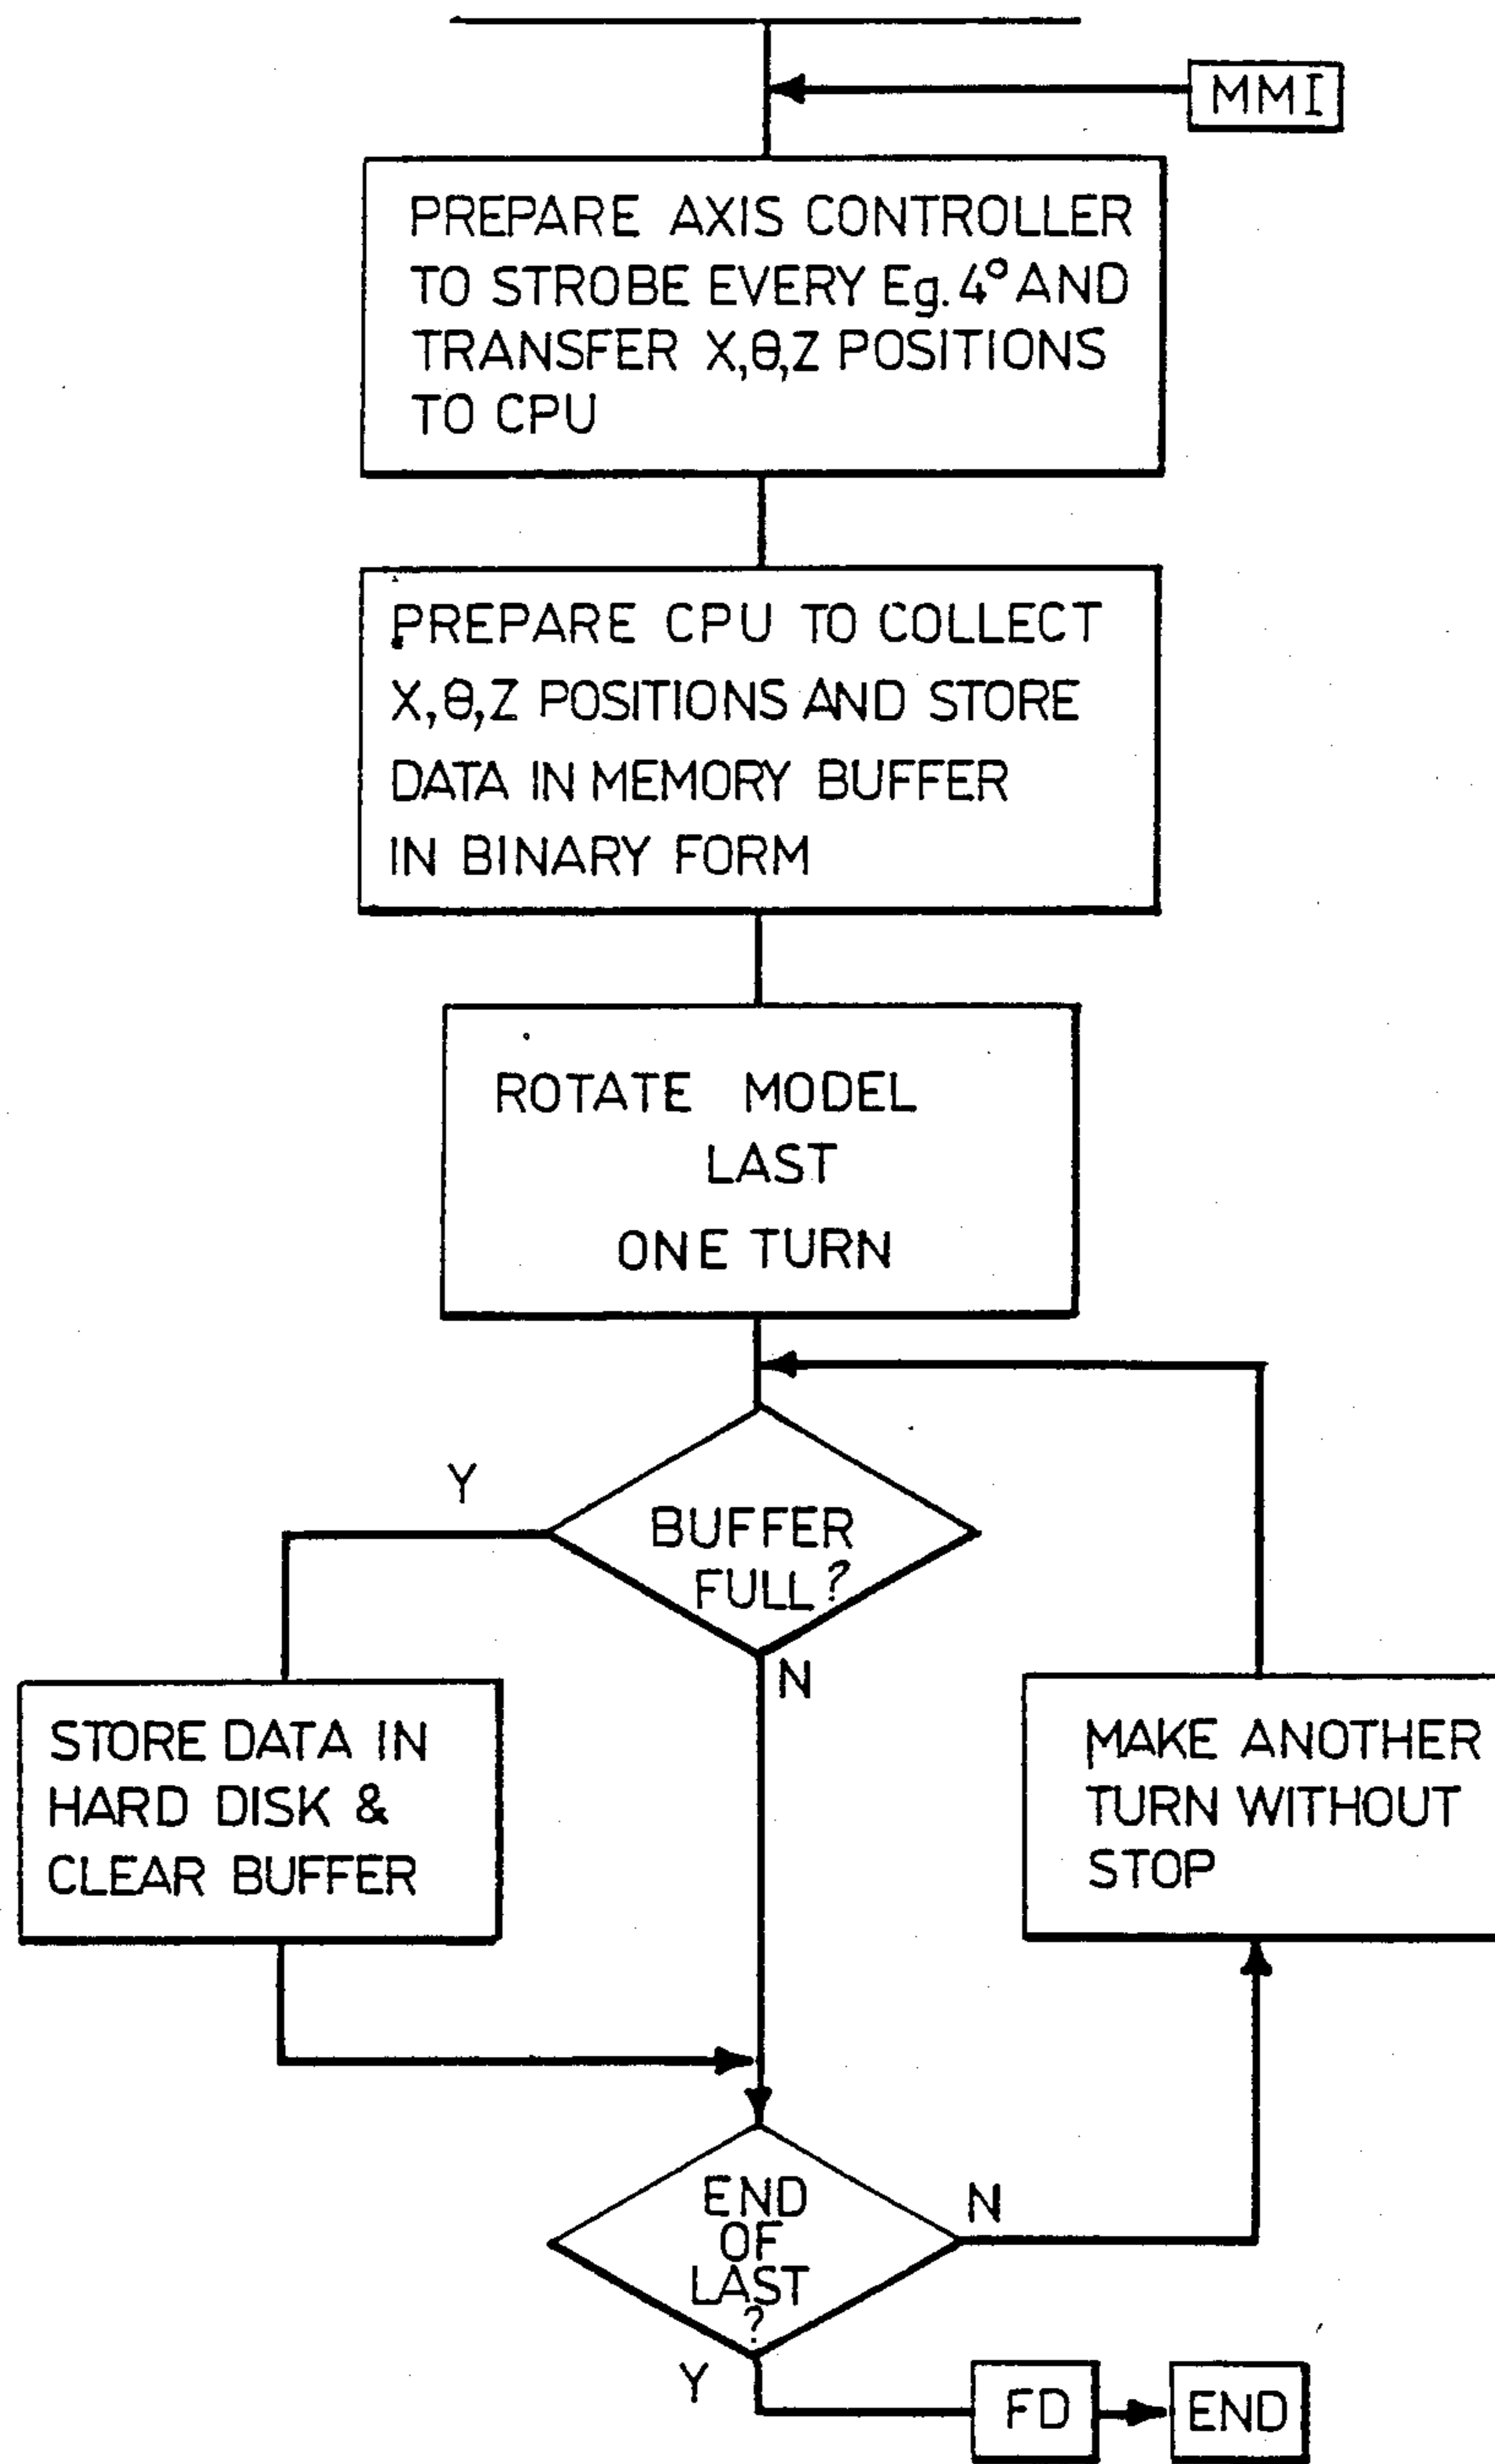 MMI
PREPARE AXIS CONTROLLER
TO STROBE EVERY Eg. 4° AND
TRANSFER X,θ,Z POSITIONS
TO CPU
PREPARE CPU TO COLLECT
X,θ,Z POSITIONS AND STORE
DATA IN MEMORY BUFFER
IN BINARY FORM
ROTATE MODEL
LAST
ONE TURN
Y
BUFFER
FULL?
N
STORE DATA IN
HARD DISK &
CLEAR BUFFER
MAKE ANOTHER
TURN WITHOUT
STOP
END
OF
LAST
?
N
Y
FD
END